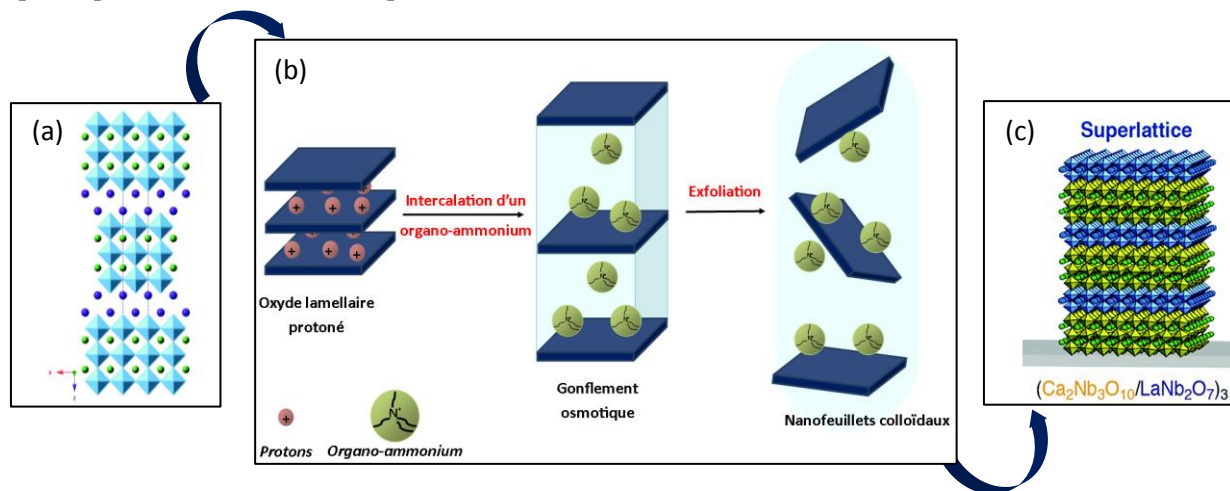 (a)
(b)
Intercalation d'un
organo-ammonium
Exfoliation
Oxyde lamellaire
protoné
Gonflement
osmotique
Nanofeuillets colloïdaux
+
Protons
N+
Organo-ammonium
(c)
Superlattice
(Ca2Nb3O10/LaNb2O7)3